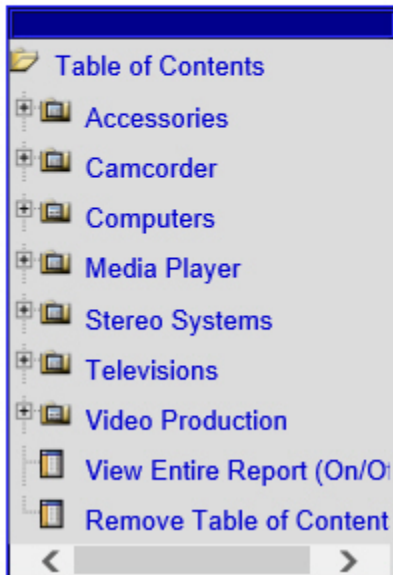 Table of Contents
Accessories
Camcorder
Computers
Media Player
Stereo Systems
Televisions
Video Production
View Entire Report (On/Of
Remove Table of Content